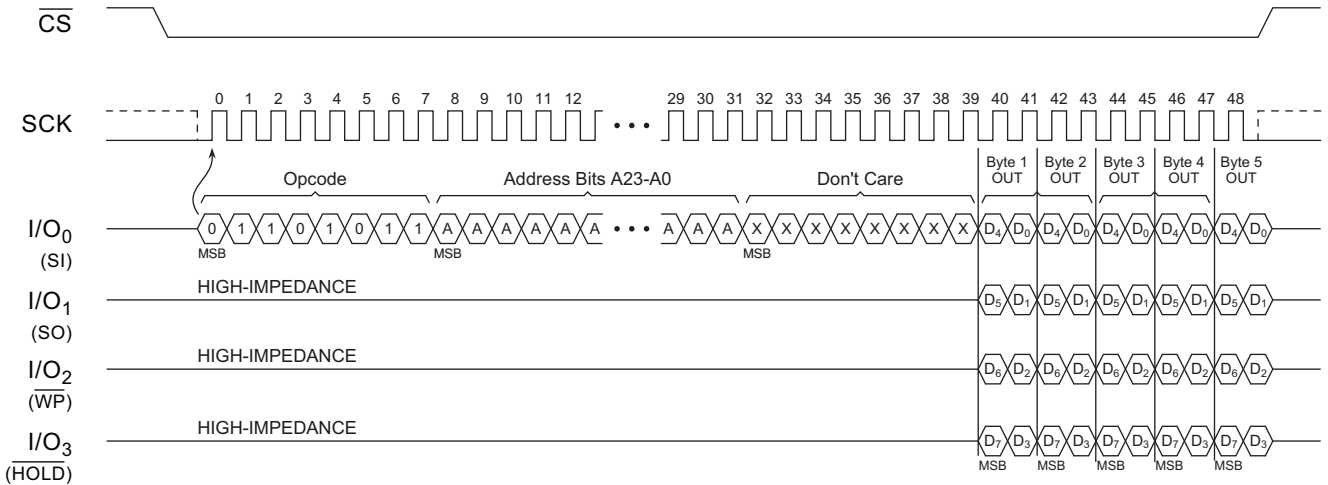 CS
SCK
0 1 2 3 4 5 6 7 8 9 10 11 12 • • • 29 30 31 32 33 34 35 36 37 38 39 40 41 42 43 44 45 46 47 48
Opcode
Address Bits A23-A0
Don't Care
Byte 1
OUT
Byte 2
OUT
Byte 3
OUT
Byte 4
OUT
Byte 5
OUT
I/O0
(SI)
0 1 1 0 1 0 1 1 A A A A A A • • • A A A X X X X X X X X D4 D0 D4 D0 D4 D0 D4 D0 D4 D0
MSB MSB MSB
I/O1
(SO)
HIGH-IMPEDANCE
D5 D1 D5 D1 D5 D1 D5 D1 D5 D1
I/O2
(WP)
HIGH-IMPEDANCE
D6 D2 D6 D2 D6 D2 D6 D2 D6 D2
I/O3
(HOLD)
HIGH-IMPEDANCE
D7 D3 D7 D3 D7 D3 D7 D3 D7 D3
MSB MSB MSB MSB MSB